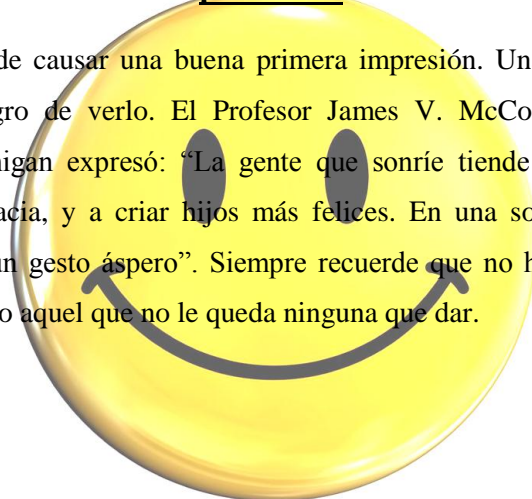 de causar una buena primera impresión. Un
gro de verlo. El Profesor James V. McCo
igan expresó: “La gente que sonríe tiende
acia, y a criar hijos más felices. En una so
un gesto áspero”. Siempre recuerde que no h
o aquel que no le queda ninguna que dar.